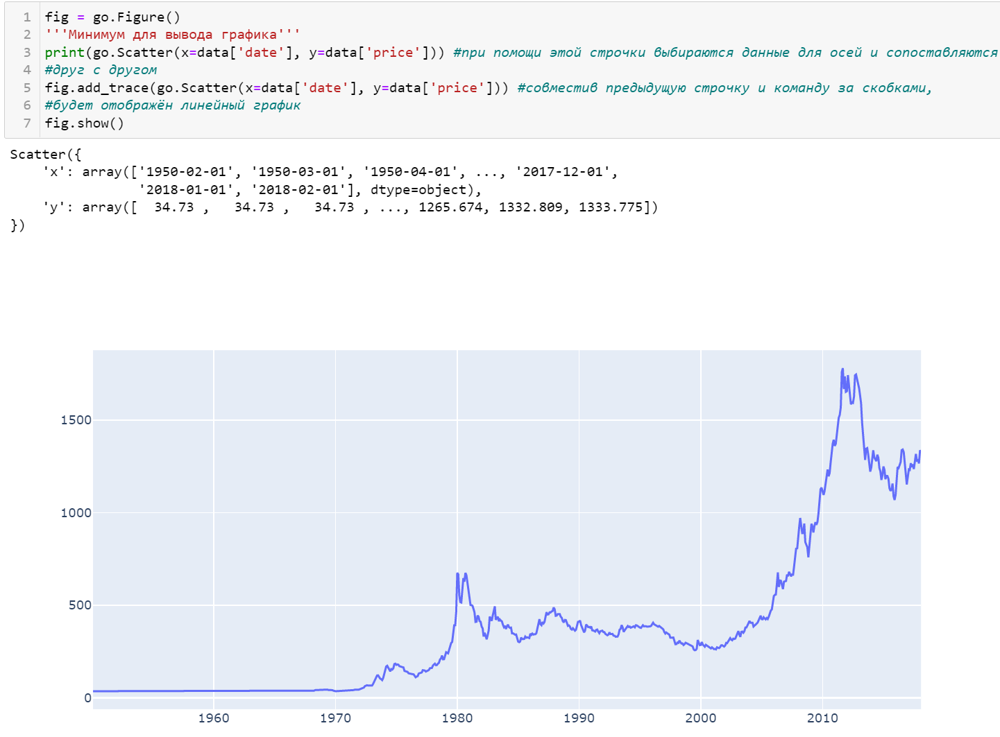 1 fig = go.Figure()
2 '''Минимум для вывода графика'''
3 print(go.Scatter(x=data['date'], y=data['price'])) #при помощи этой строчки выбираются данные для осей и сопоставляются
4 #друг с другом
5 fig.add_trace(go.Scatter(x=data['date'], y=data['price'])) #совместив предыдущую строчку и команду за скобками,
6 #будет отображён линейный график
7 fig.show()
Scatter({
    'x': array(['1950-02-01', '1950-03-01', '1950-04-01', ..., '2017-12-01',
                '2018-01-01', '2018-02-01'], dtype=object),
    'y': array([  34.73 ,   34.73 ,   34.73 , ..., 1265.674, 1332.809, 1333.775])
})
1500
1000
500
0
1960 1970 1980 1990 2000 2010